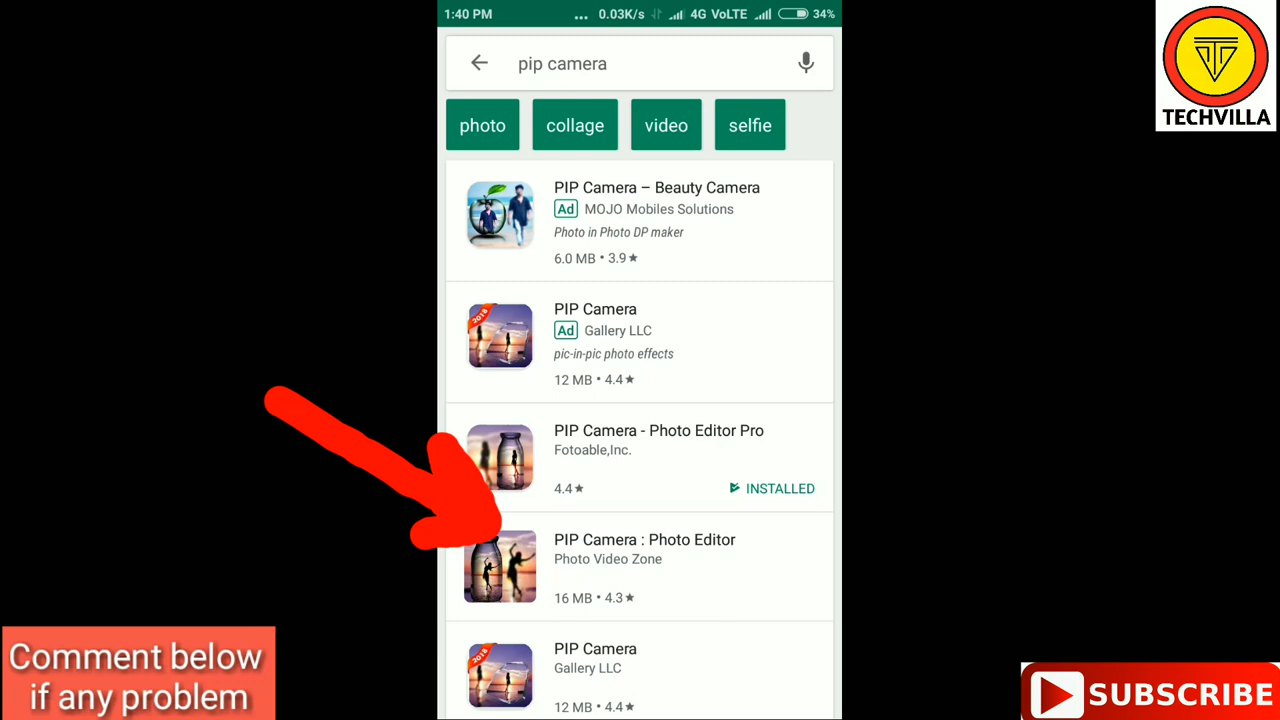 1:40 PM ... 0.03K/s 4G VoLTE 34%
pip camera
photo collage video selfie
PIP Camera – Beauty Camera
Ad MOJO Mobiles Solutions
Photo in Photo DP maker
6.0 MB • 3.9★
2018
PIP Camera
Ad Gallery LLC
pic-in-pic photo effects
12 MB • 4.4★
PIP Camera - Photo Editor Pro
Fotoable,Inc.
4.4★ INSTALLED
PIP Camera : Photo Editor
Photo Video Zone
16 MB • 4.3★
2018
PIP Camera
Gallery LLC
12 MB • 4.4★
TECHVILLA
Comment below
if any problem
SUBSCRIBE